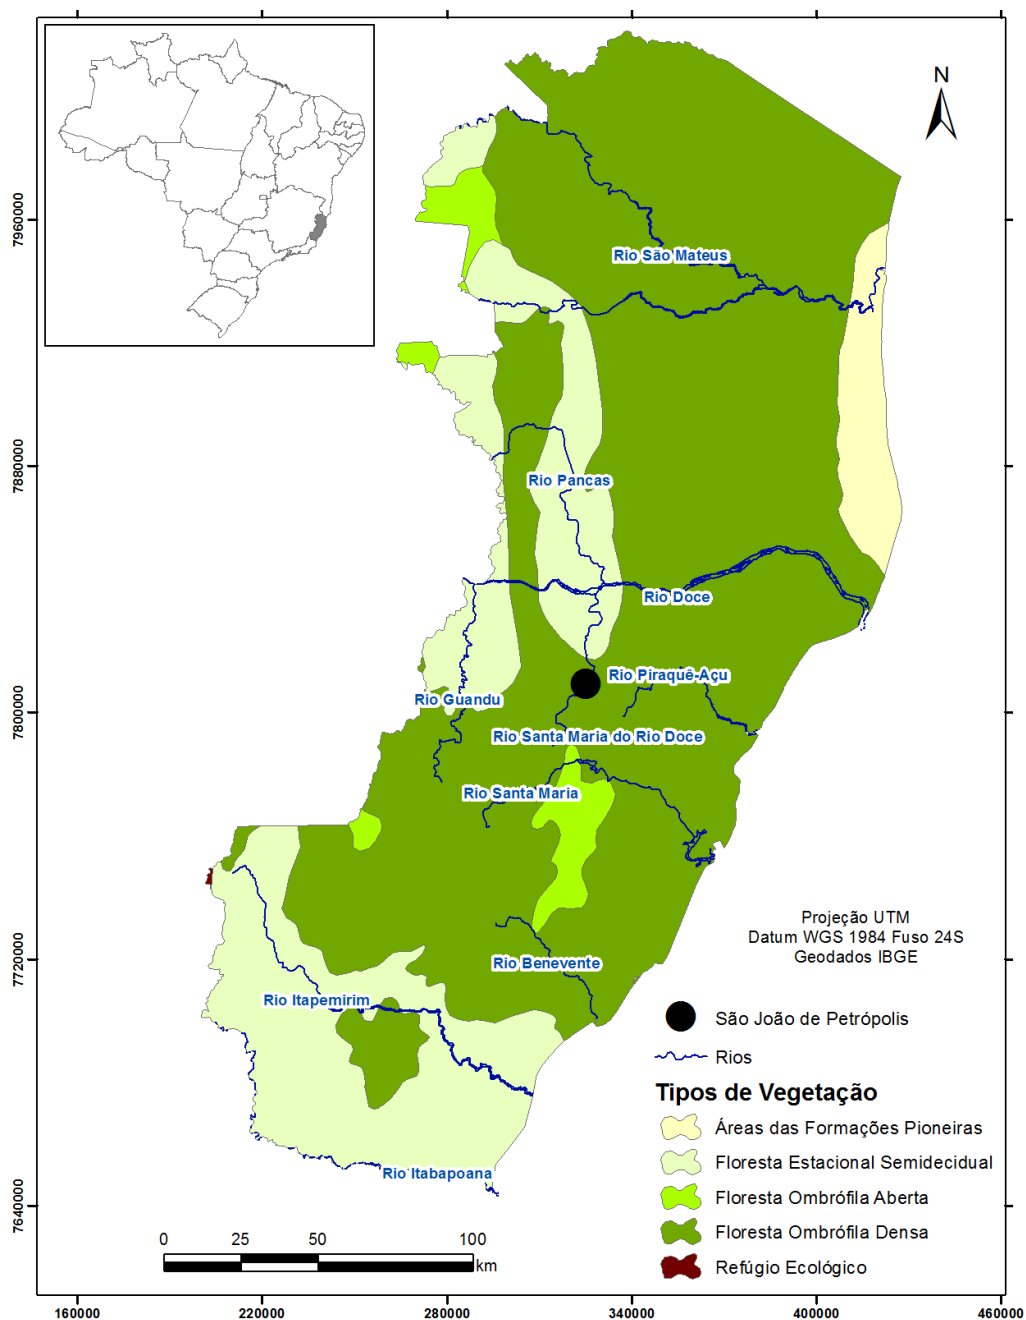 N
7960000
7880000
7800000
7720000
7640000
Rio São Mateus
Rio Pancas
Rio Doce
Rio Piraquê-Açu
Rio Guandu
Rio Santa Maria do Rio Doce
Rio Santa Maria
Rio Benevente
Rio Itapemirim
Rio Itabapoana
Projeção UTM
Datum WGS 1984 Fuso 24S
Geodados IBGE
São João de Petrópolis
Rios
Tipos de Vegetação
Áreas das Formações Pioneiras
Floresta Estacional Semidecidual
Floresta Ombrófila Aberta
Floresta Ombrófila Densa
Refúgio Ecológico
0 25 50 100
km
160000 220000 280000 340000 400000 460000